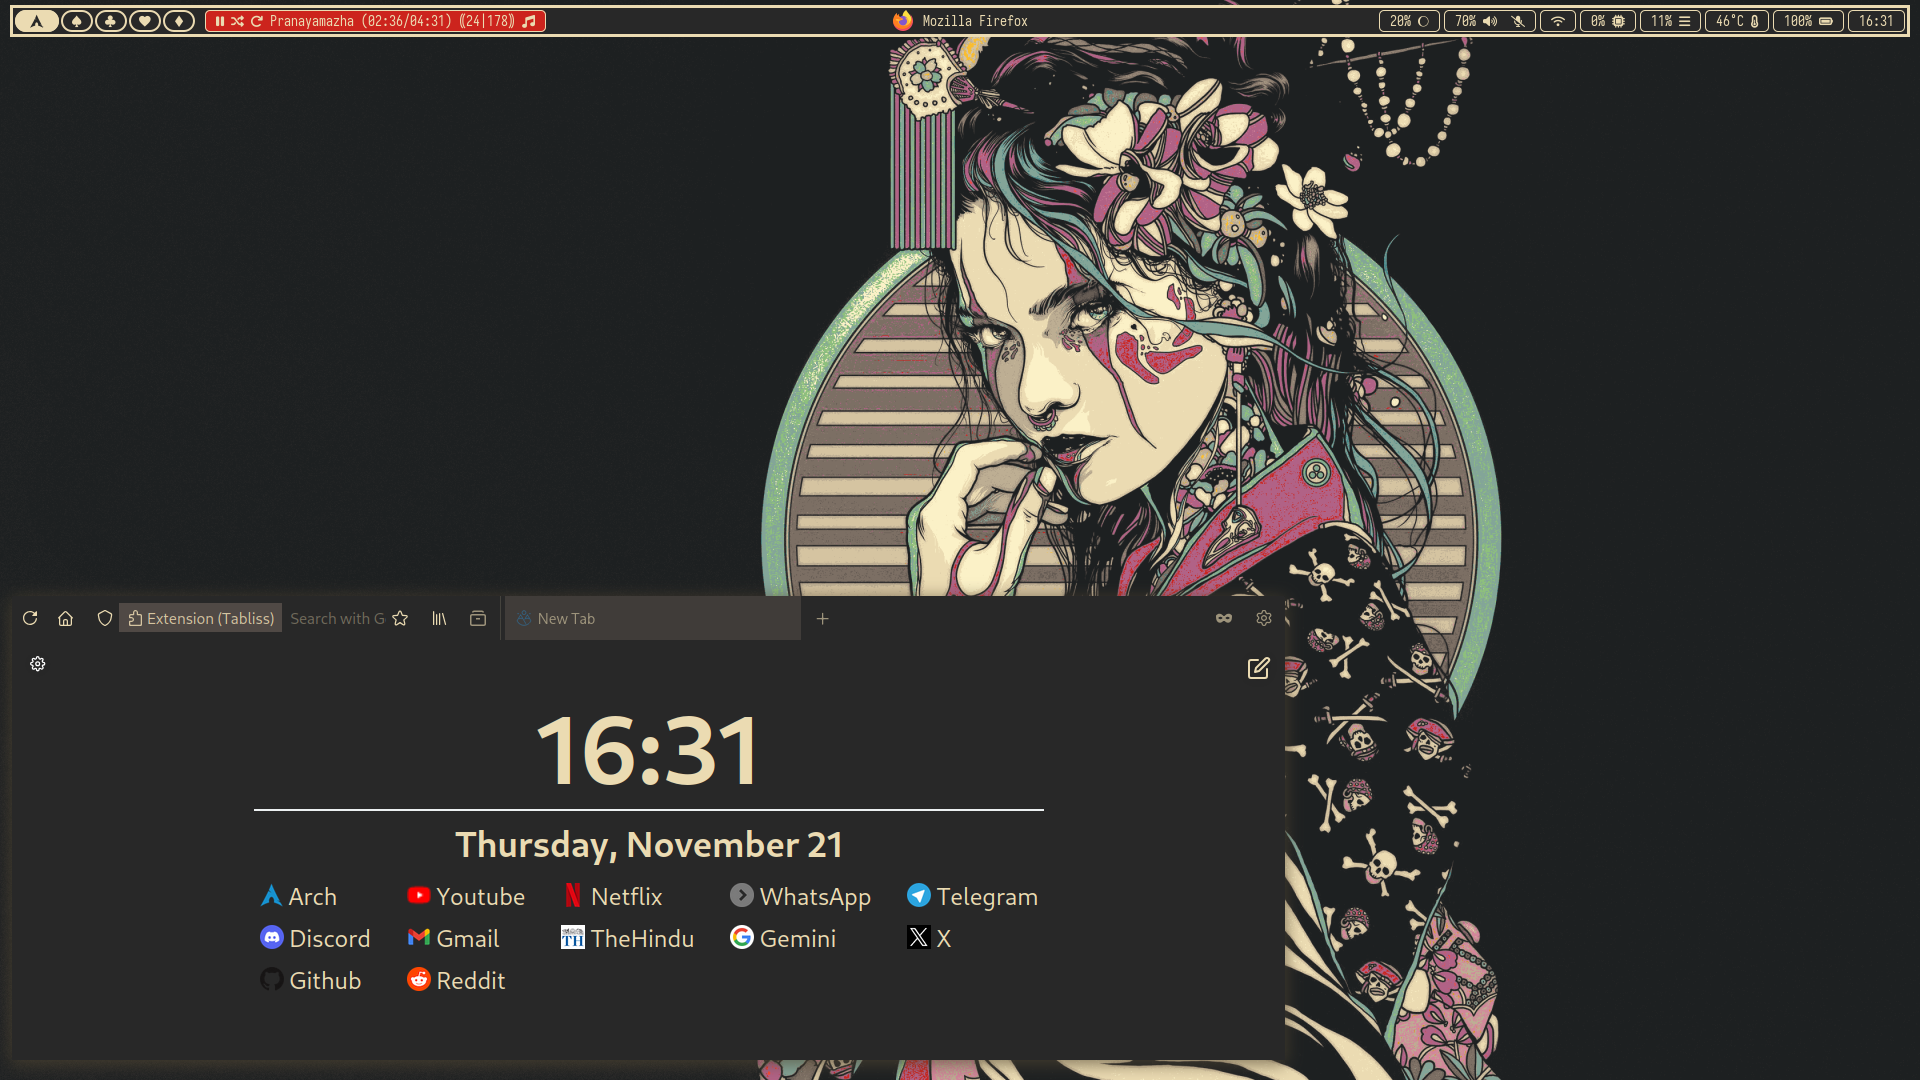 Pranayamazha (02:36/04:31) ⸨24|178⸩
Mozilla Firefox
20%
70%
0%
11%
46°C
100%
16:31
Extension (Tabliss)
Search with G
New Tab
16:31
Thursday, November 21
Arch
Youtube
Netflix
WhatsApp
Telegram
Discord
Gmail
TH TheHindu
Gemini
X
Github
Reddit